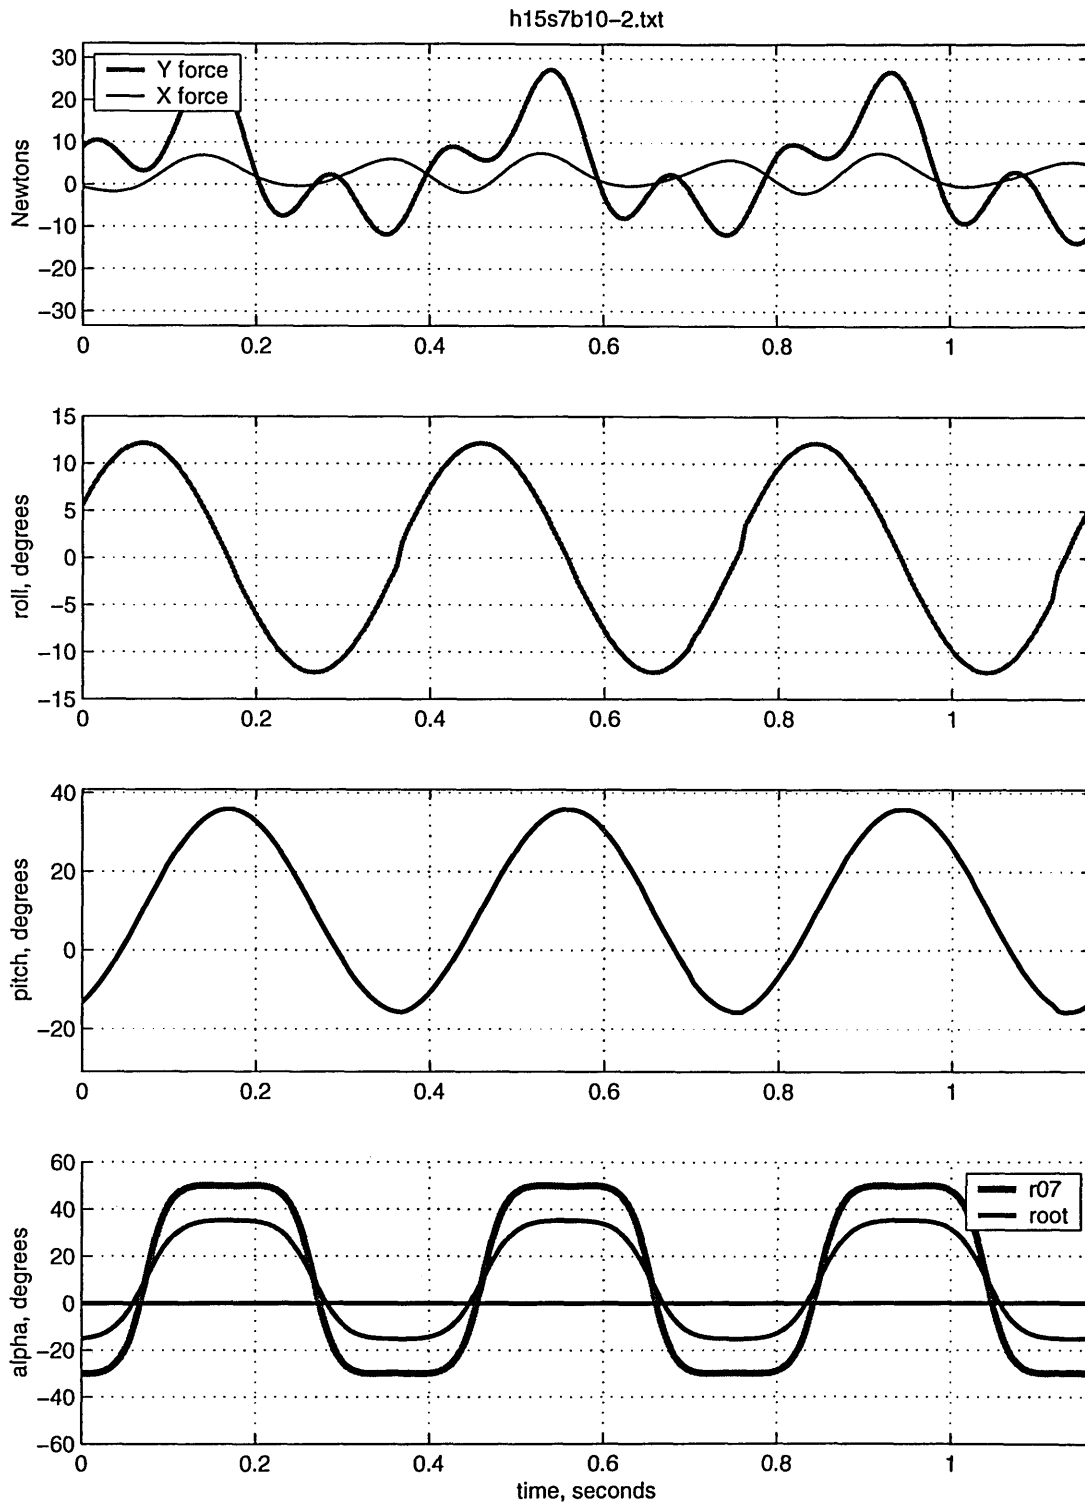 h15s7b10-2.txt
30
20
10
0
-10
-20
-30
Newtons
Y force
X force
0 0.2 0.4 0.6 0.8 1
15
10
5
0
-5
-10
-15
roll, degrees
0 0.2 0.4 0.6 0.8 1
40
20
0
-20
pitch, degrees
0 0.2 0.4 0.6 0.8 1
60
40
20
0
-20
-40
-60
alpha, degrees
r07
root
0 0.2 0.4 0.6 0.8 1
time, seconds